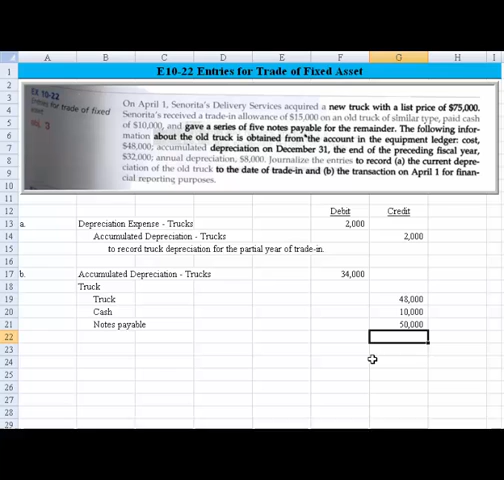 A B C D E F G H I
1 E10-22 Entries for Trade of Fixed Asset
2
3 EX 10-22
4 Entries for trade of fixed
5 asset
6 OBJ. 3
7
8
9
10
On April 1, Senorita's Delivery Services acquired a new truck with a list price of $75,000.
Senorita's received a trade-in allowance of $15,000 on an old truck of similar type, paid cash
of $10,000, and gave a series of five notes payable for the remainder. The following infor-
mation about the old truck is obtained from the account in the equipment ledger: cost,
$48,000; accumulated depreciation on December 31, the end of the preceding fiscal year,
$32,000; annual depreciation, $8,000. Journalize the entries to record (a) the current depre-
ciation of the old truck to the date of trade-in and (b) the transaction on April 1 for finan-
cial reporting purposes.
11
12 Debit Credit
13 a. Depreciation Expense - Trucks 2,000
14 Accumulated Depreciation - Trucks 2,000
15 to record truck depreciation for the partial year of trade-in.
16
17 b. Accumulated Depreciation - Trucks 34,000
18 Truck
19 Truck 48,000
20 Cash 10,000
21 Notes payable 50,000
22
23
24
25
26
27
28
29